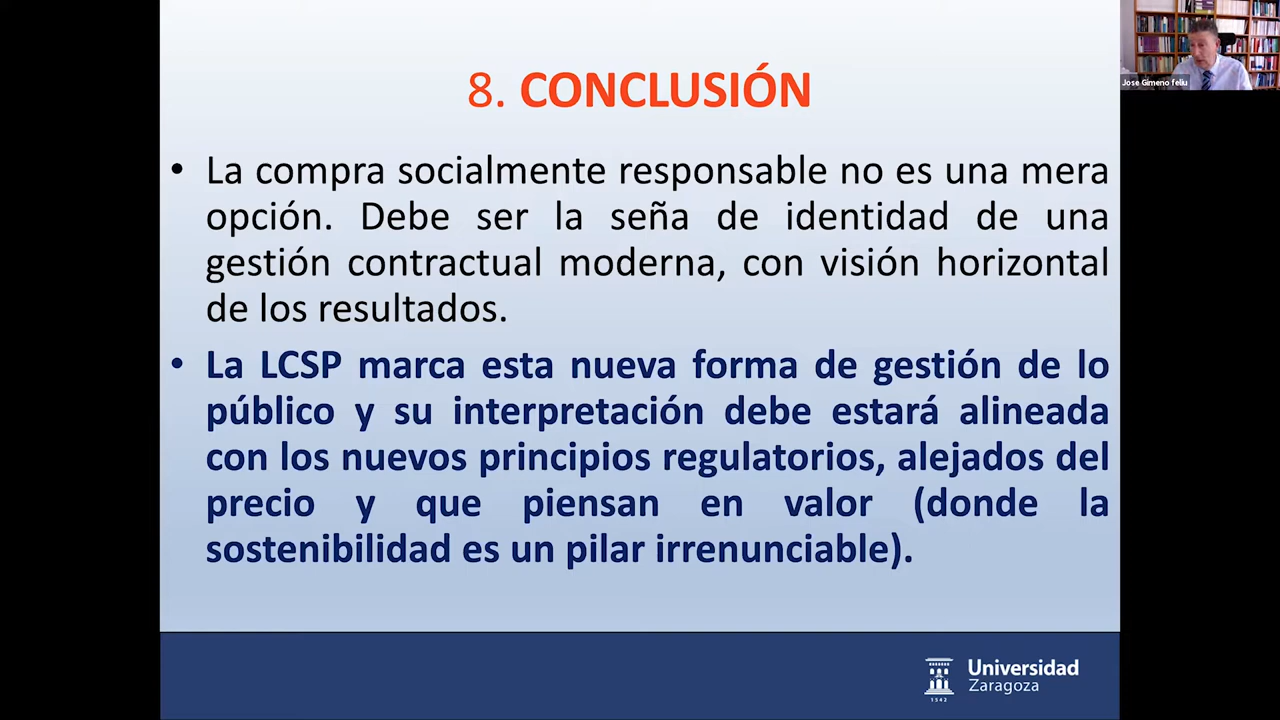 8. CONCLUSIÓN
Jose Gimeno feliu
• La compra socialmente responsable no es una mera
opción. Debe ser la seña de identidad de una
gestión contractual moderna, con visión horizontal
de los resultados.
• La LCSP marca esta nueva forma de gestión de lo
público y su interpretación debe estará alineada
con los nuevos principios regulatorios, alejados del
precio y que piensan en valor (donde la
sostenibilidad es un pilar irrenunciable).
Universidad
Zaragoza
1542